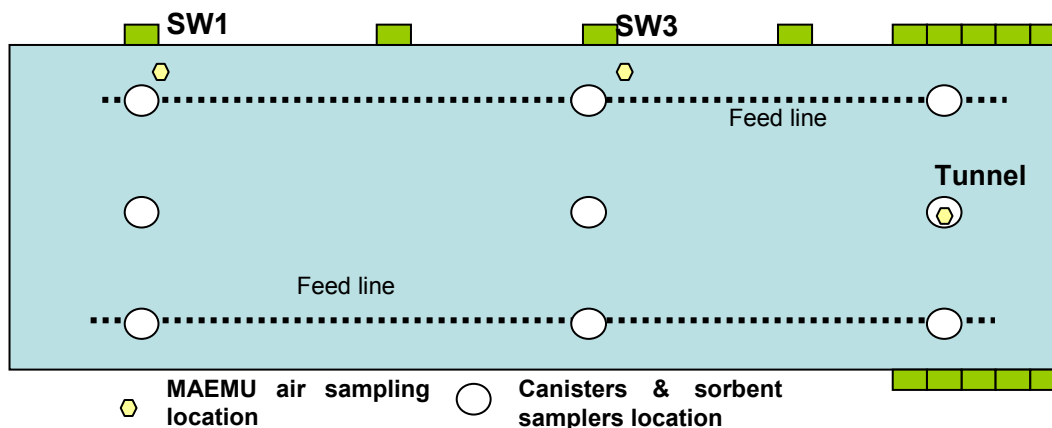 SW1
SW3
Feed line
Tunnel
Feed line
MAEMU air sampling
location
Canisters & sorbent
samplers location